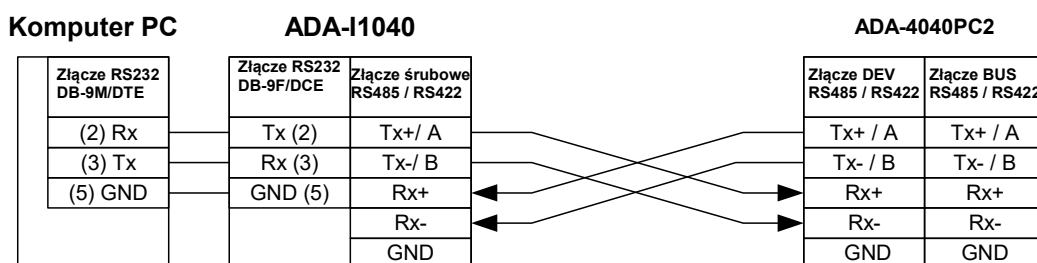 Komputer PC ADA-I1040 ADA-4040PC2
Złącze RS232 Złącze RS232 Złącze śrubowe Złącze DEV Złącze BUS
DB-9M/DTE DB-9F/DCE RS485 / RS422 RS485 / RS422 RS485 / RS422
(2) Rx Tx (2) Tx+/ A Tx+ / A Tx+ / A
(3) Tx Rx (3) Tx-/ B Tx- / B Tx- / B
(5) GND GND (5) Rx+ Rx+ Rx+
Rx- Rx- Rx-
GND GND GND